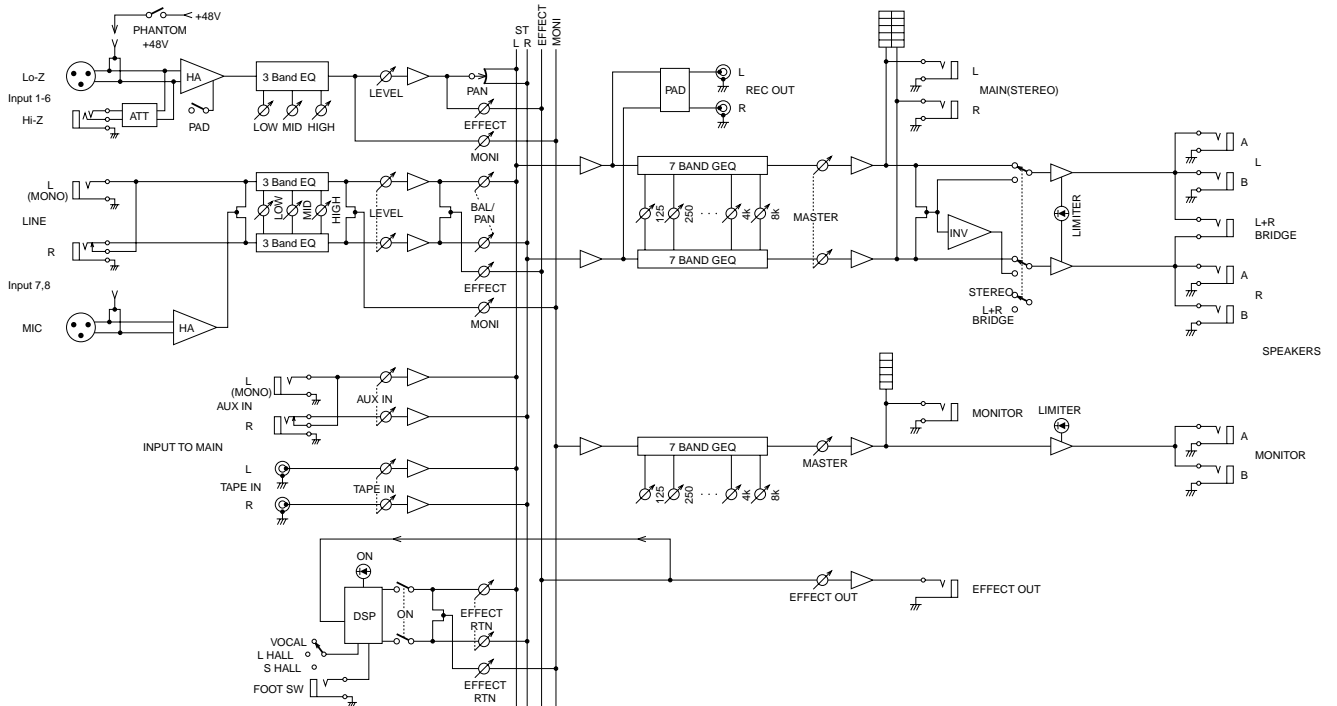 +48V
PHANTOM
+48V
Lo-Z
Input 1-6
Hi-Z
ATT
HA
PAD
3 Band EQ
LOW MID HIGH
LEVEL
PAN
EFFECT
MONI
ST
L R
EFFECT
MONI
L
(MONO)
LINE
R
Input 7,8
MIC
HA
3 Band EQ
LOW
MID
HIGH
3 Band EQ
LEVEL
BAL/
PAN
EFFECT
MONI
L
(MONO)
AUX IN
R
AUX IN
INPUT TO MAIN
L
TAPE IN
R
TAPE IN
ON
DSP
ON
VOCAL
L HALL
S HALL
FOOT SW
EFFECT
RTN
EFFECT
RTN
PAD
L
REC OUT
R
L
MAIN(STEREO)
R
7 BAND GEQ
125
250
· · ·
4k
8k
7 BAND GEQ
MASTER
INV
STEREO
L+R
BRIDGE
LIMITER
A
L
B
L+R
BRIDGE
A
R
B
SPEAKERS
7 BAND GEQ
125
250
· · ·
4k
8k
MASTER
MONITOR
LIMITER
A
MONITOR
B
EFFECT OUT
EFFECT OUT